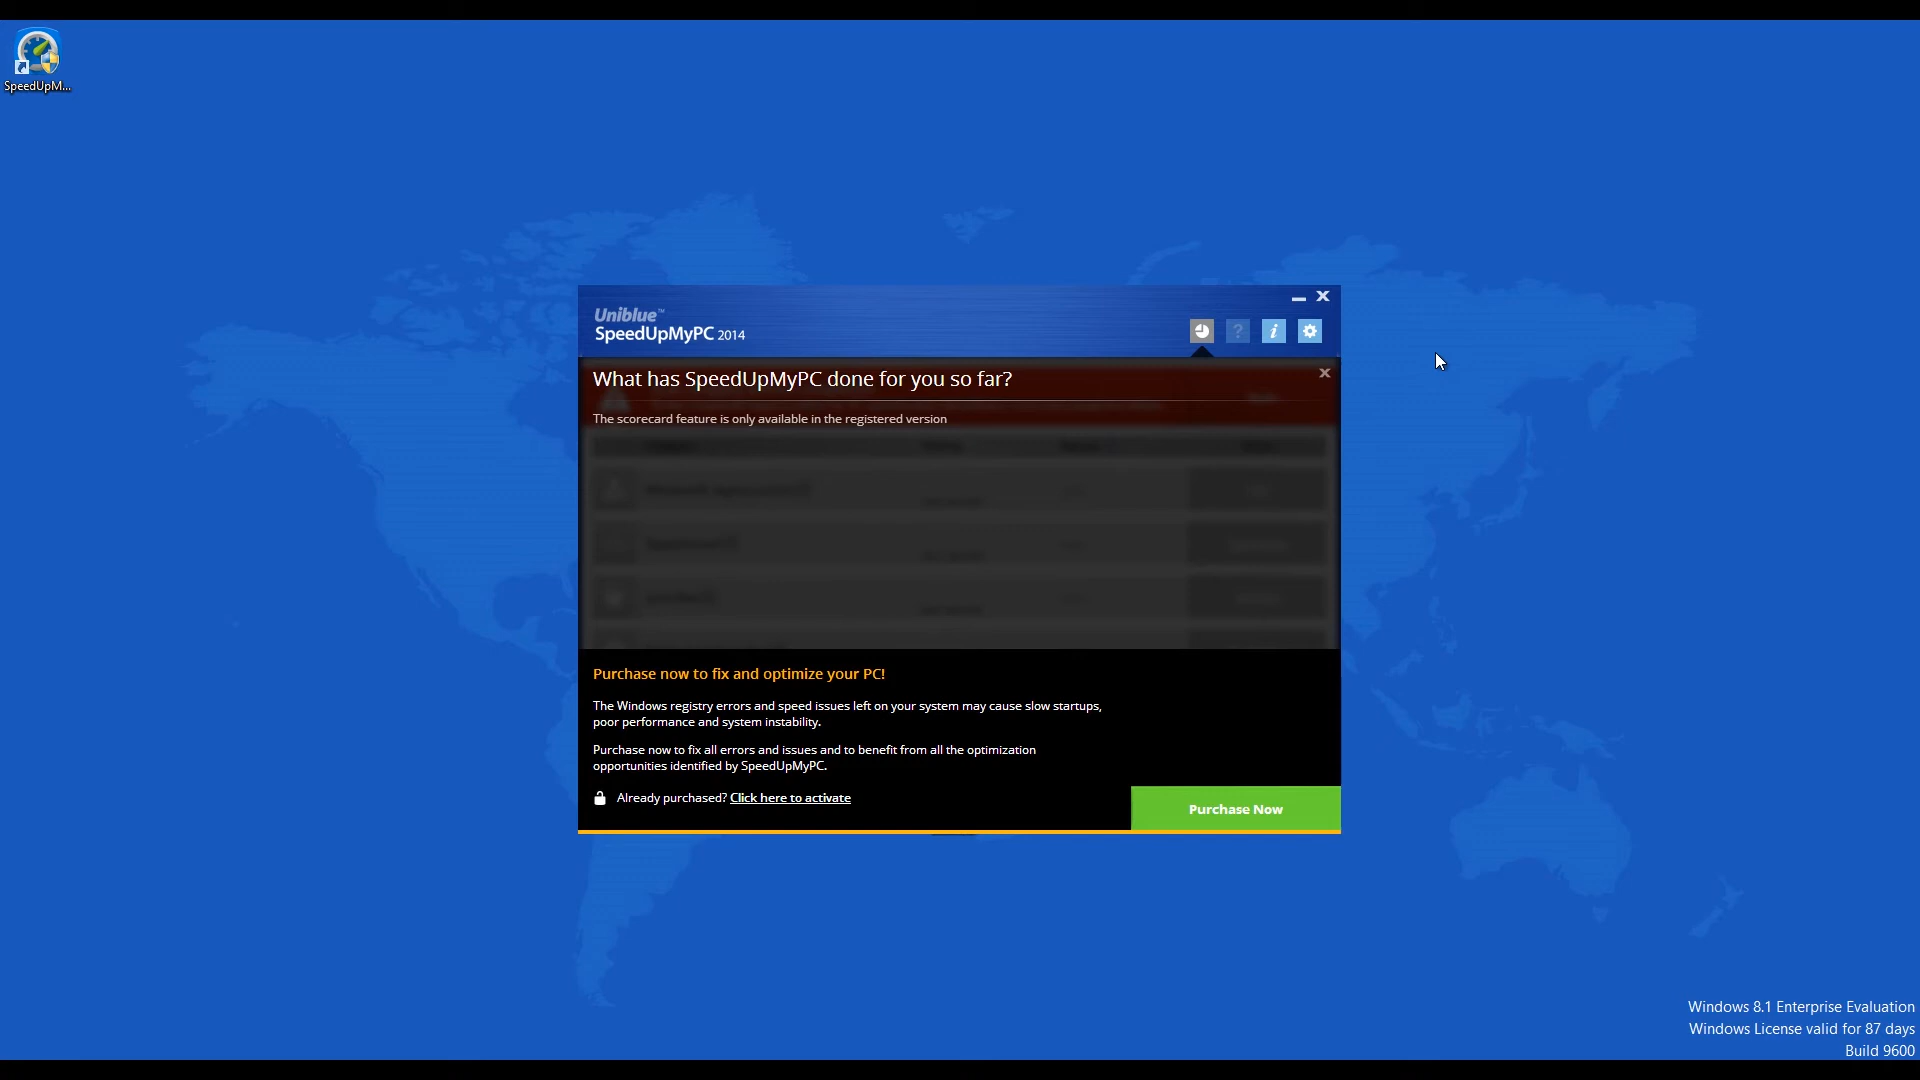 SpeedUpM...
Uniblue™
SpeedUpMyPC 2014
What has SpeedUpMyPC done for you so far?
The scorecard feature is only available in the registered version
Purchase now to fix and optimize your PC!
The Windows registry errors and speed issues left on your system may cause slow startups,
poor performance and system instability.
Purchase now to fix all errors and issues and to benefit from all the optimization
opportunities identified by SpeedUpMyPC.
Already purchased? Click here to activate
Purchase Now
Windows 8.1 Enterprise Evaluation
Windows License valid for 87 days
Build 9600